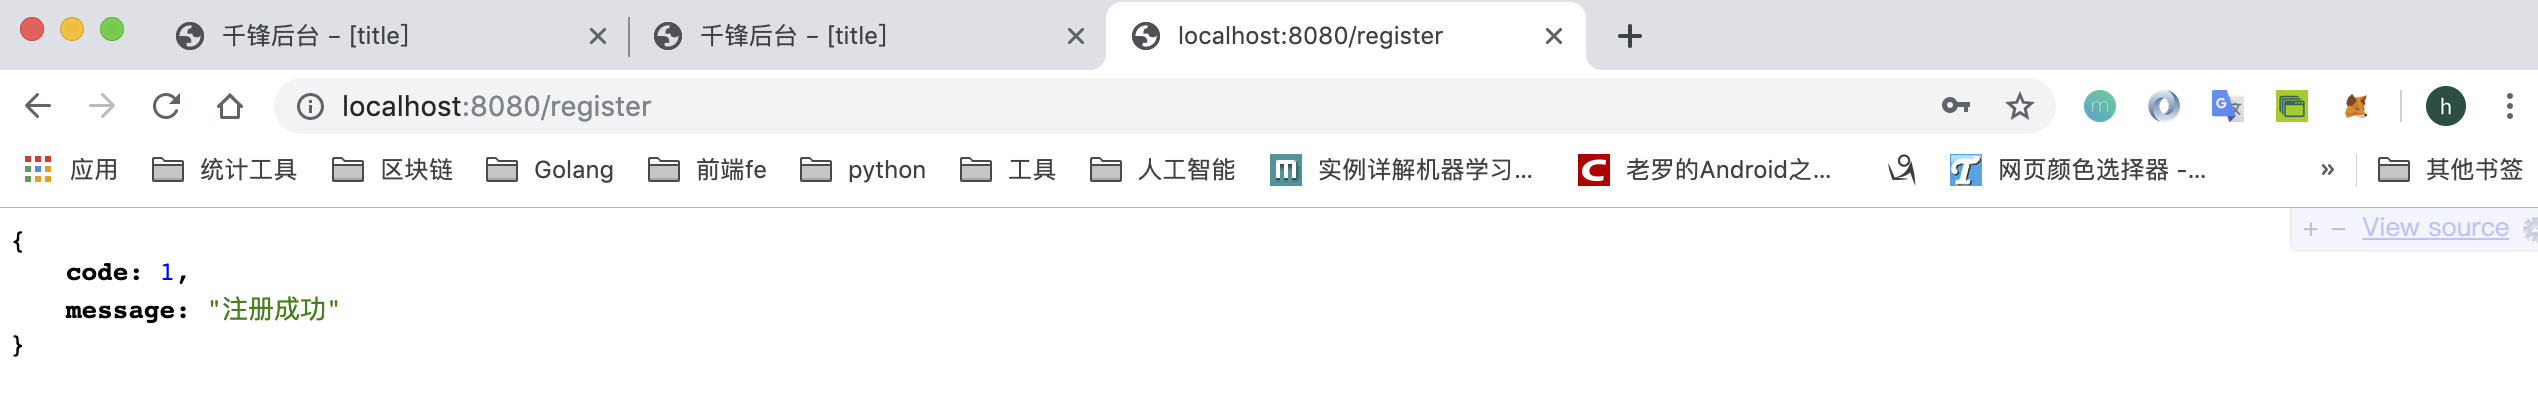 千锋后台 – [title]
千锋后台 – [title]
localhost:8080/register
localhost:8080/register
h
应用
统计工具
区块链
Golang
前端fe
python
工具
人工智能
实例详解机器学习...
老罗的Android之...
网页颜色选择器 -...
»
其他书签
+ – View source
{
code: 1,
message: "注册成功"
}